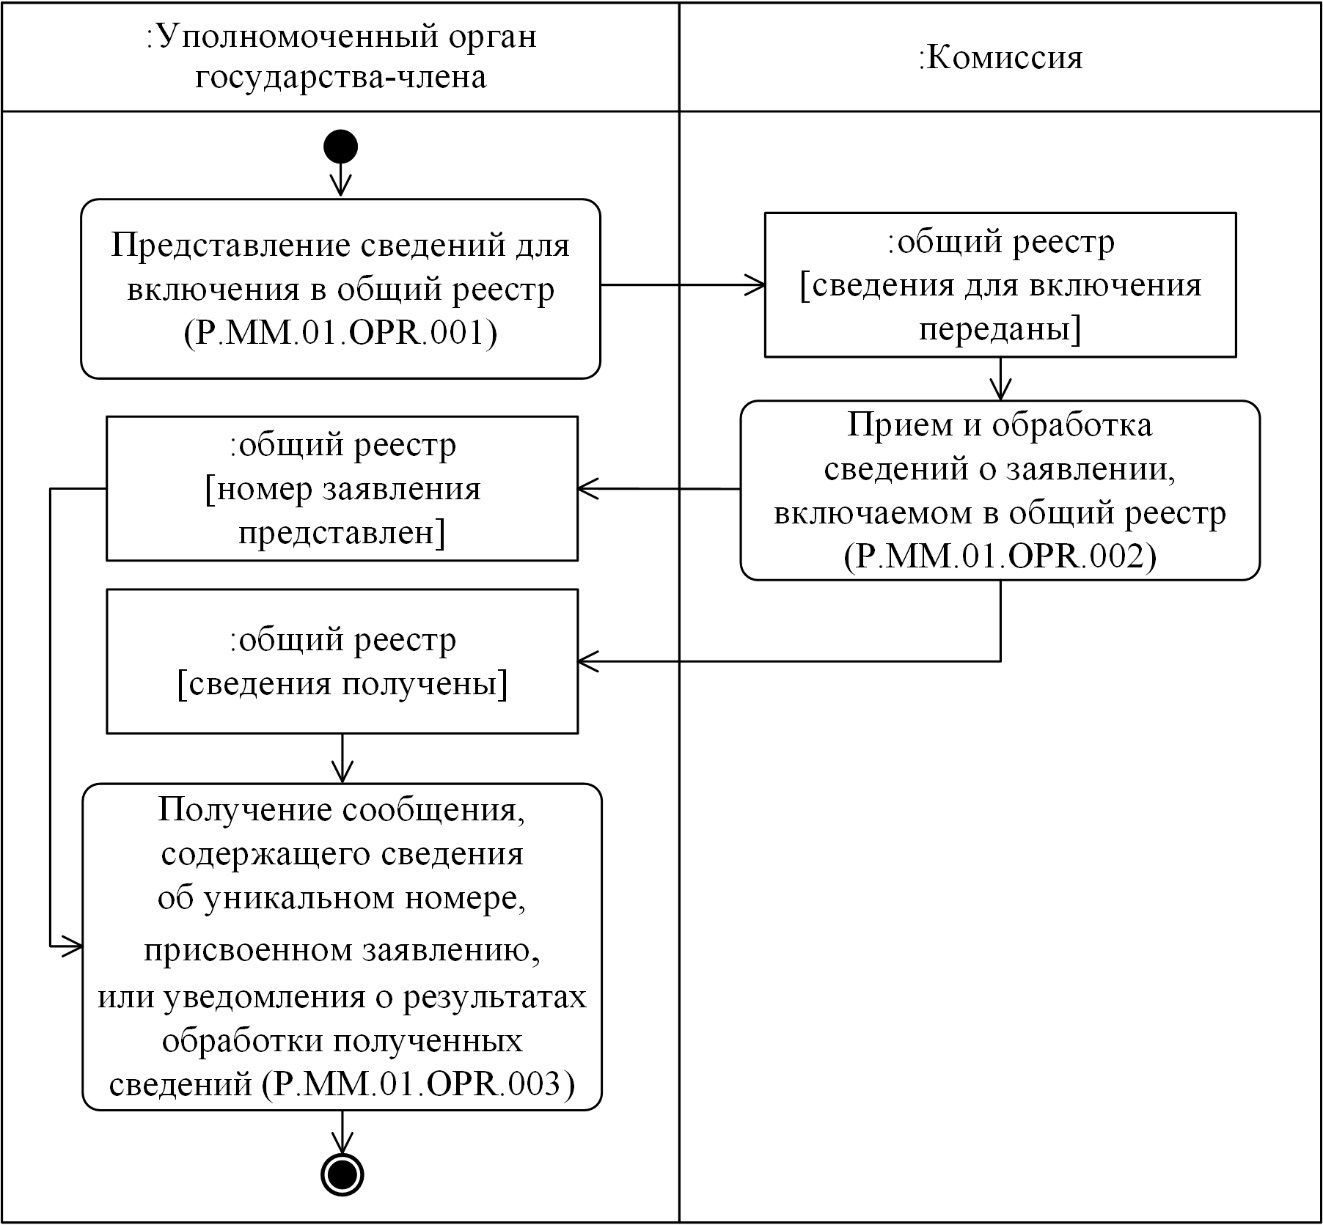 :Уполномоченный орган
государства-члена
:Комиссия
Представление сведений для
включения в общий реестр
(P.MM.01.OPR.001)
:общий реестр
[сведения для включения
переданы]
Прием и обработка
сведений о заявлении,
включаемом в общий реестр
(P.MM.01.OPR.002)
:общий реестр
[номер заявления
представлен]
:общий реестр
[сведения получены]
Получение сообщения,
содержащего сведения
об уникальном номере,
присвоенном заявлению,
или уведомления о результатах
обработки полученных
сведений (P.MM.01.OPR.003)